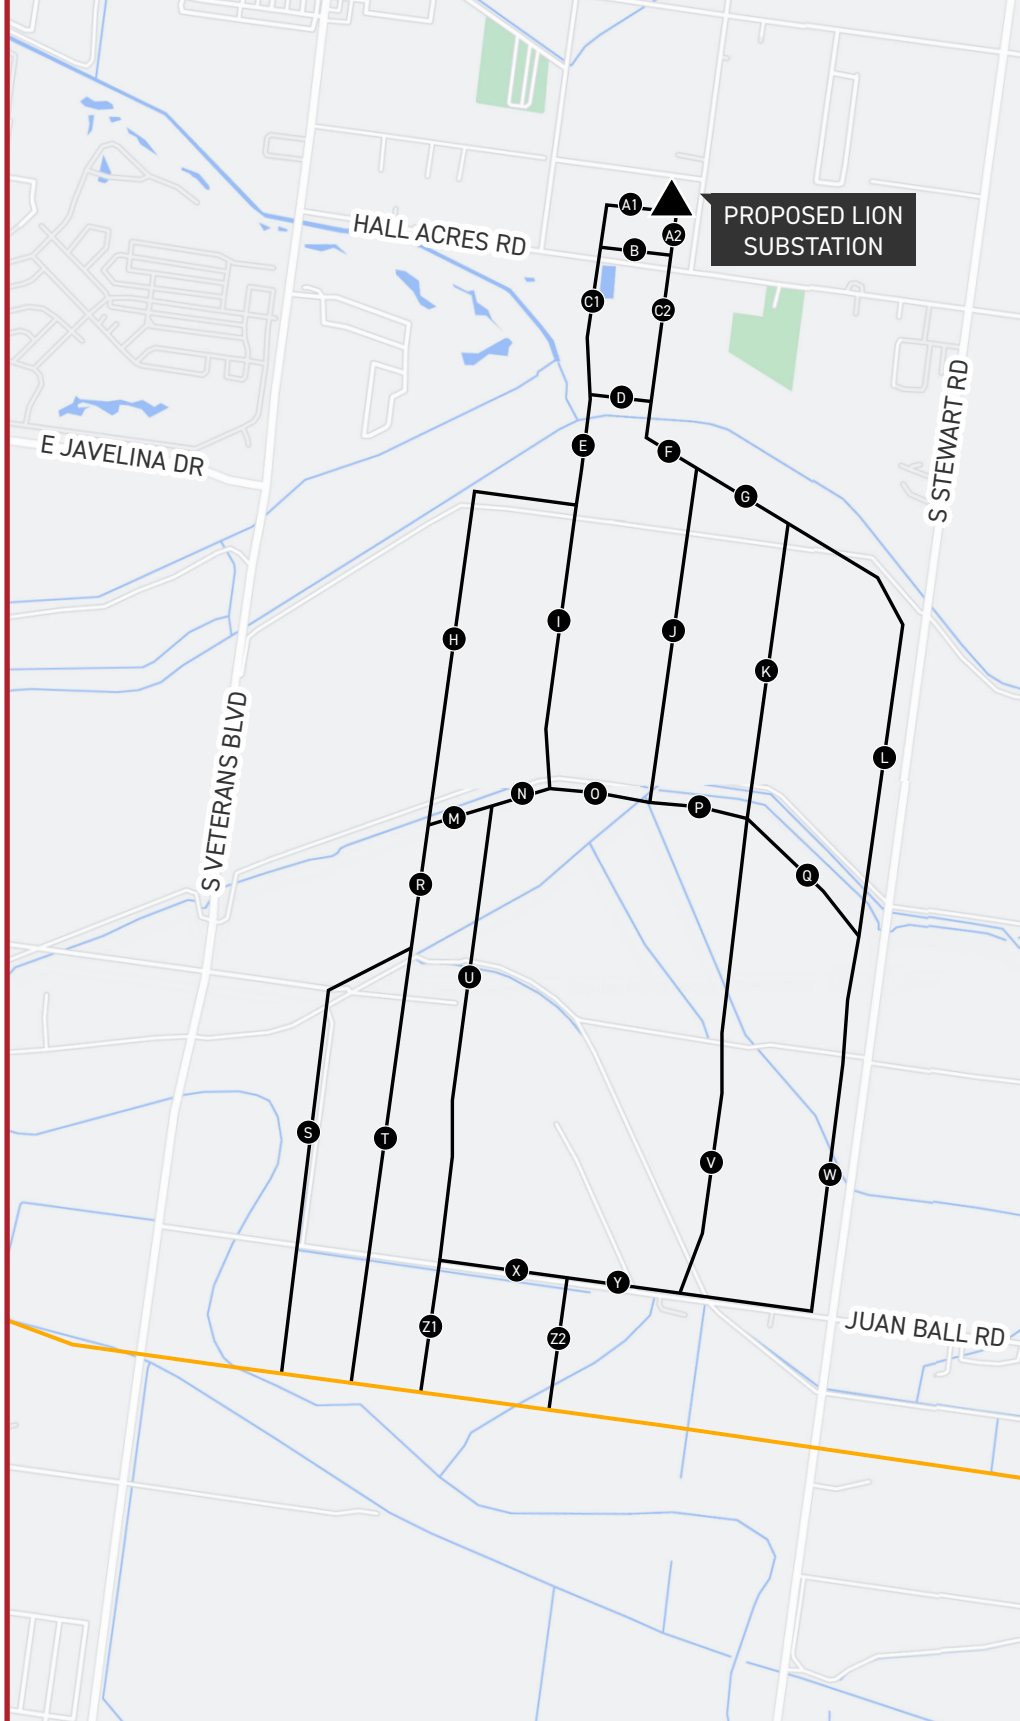 A1
PROPOSED LION
SUBSTATION
HALL ACRES RD
A2
B
C1
C2
D
S STEWART RD
E JAVELINA DR
E
F
G
I
J
H
K
S VETERANS BLVD
L
N
O
P
M
Q
R
U
S
T
V
W
X
Y
Z1
Z2
JUAN BALL RD